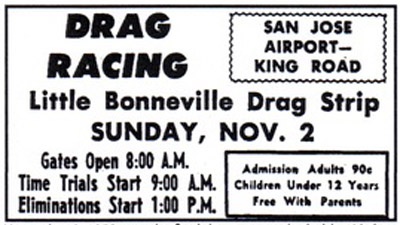 DRAG
RACING
SAN JOSE
AIRPORT—
KING ROAD
Little Bonneville Drag Strip
SUNDAY, NOV. 2
Gates Open 8:00 A.M.
Time Trials Start 9:00 A.M.
Eliminations Start 1:00 P.M.
Admission Adults 90c
Children Under 12 Years
Free With Parents